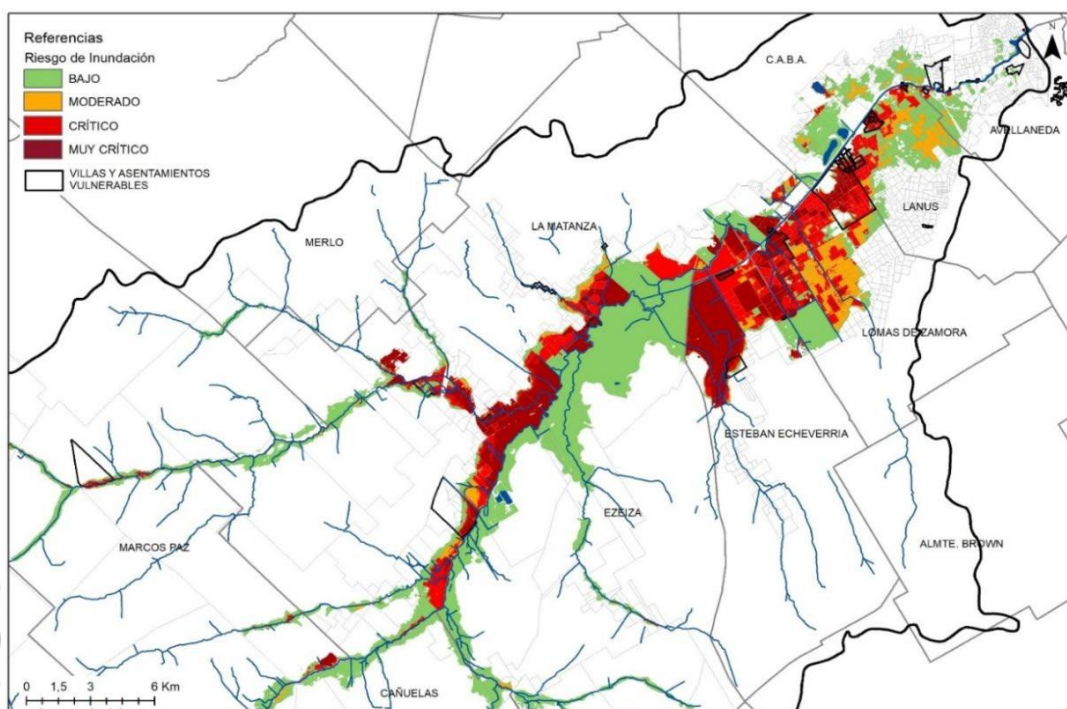 Referencias
Riesgo de Inundación
BAJO
MODERADO
CRÍTICO
MUY CRÍTICO
VILLAS Y ASENTAMIENTOS
VULNERABLES
N
C.A.B.A.
AVELLANEDA
LANUS
LA MATANZA
MERLO
LOMAS DE ZAMORA
ESTEBAN ECHEVERRIA
EZEIZA
MARCOS PAZ
ALMTE. BROWN
CAÑUELAS
0 1,5 3 6 Km